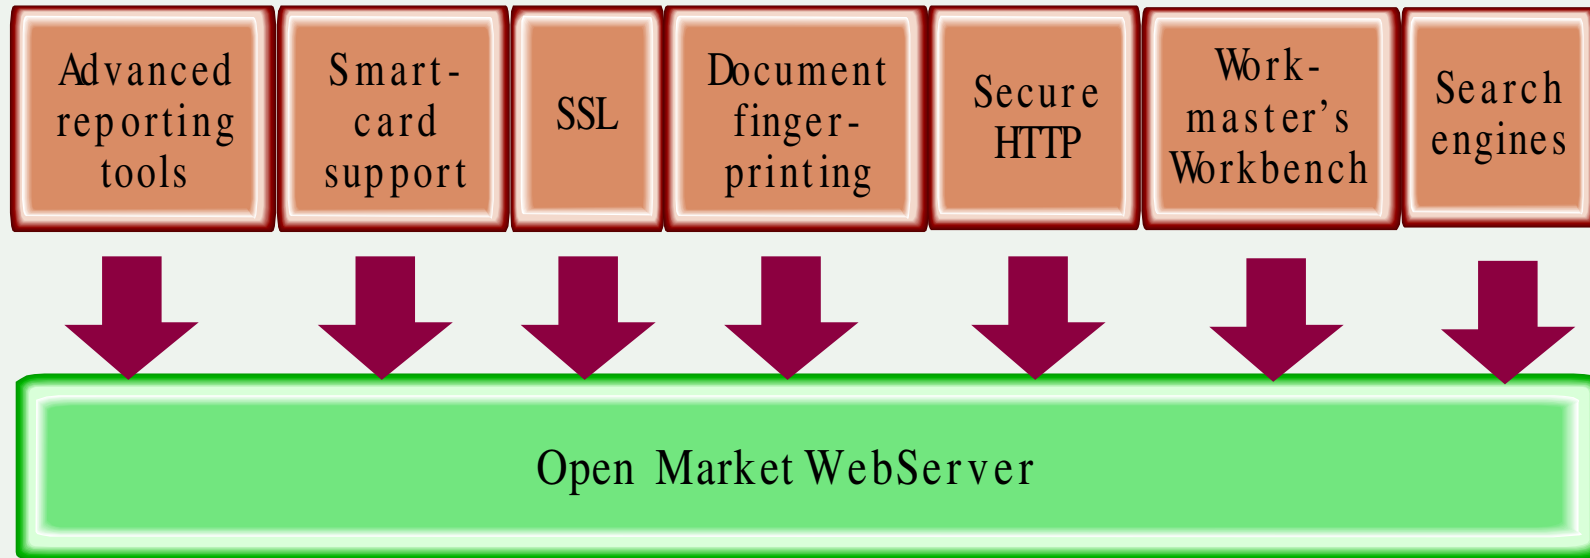 Advanced
reporting
tools
Smart-
card
support
SSL
Document
finger-
printing
Secure
HTTP
Work-
master's
Workbench
Search
engines
Open Market WebServer